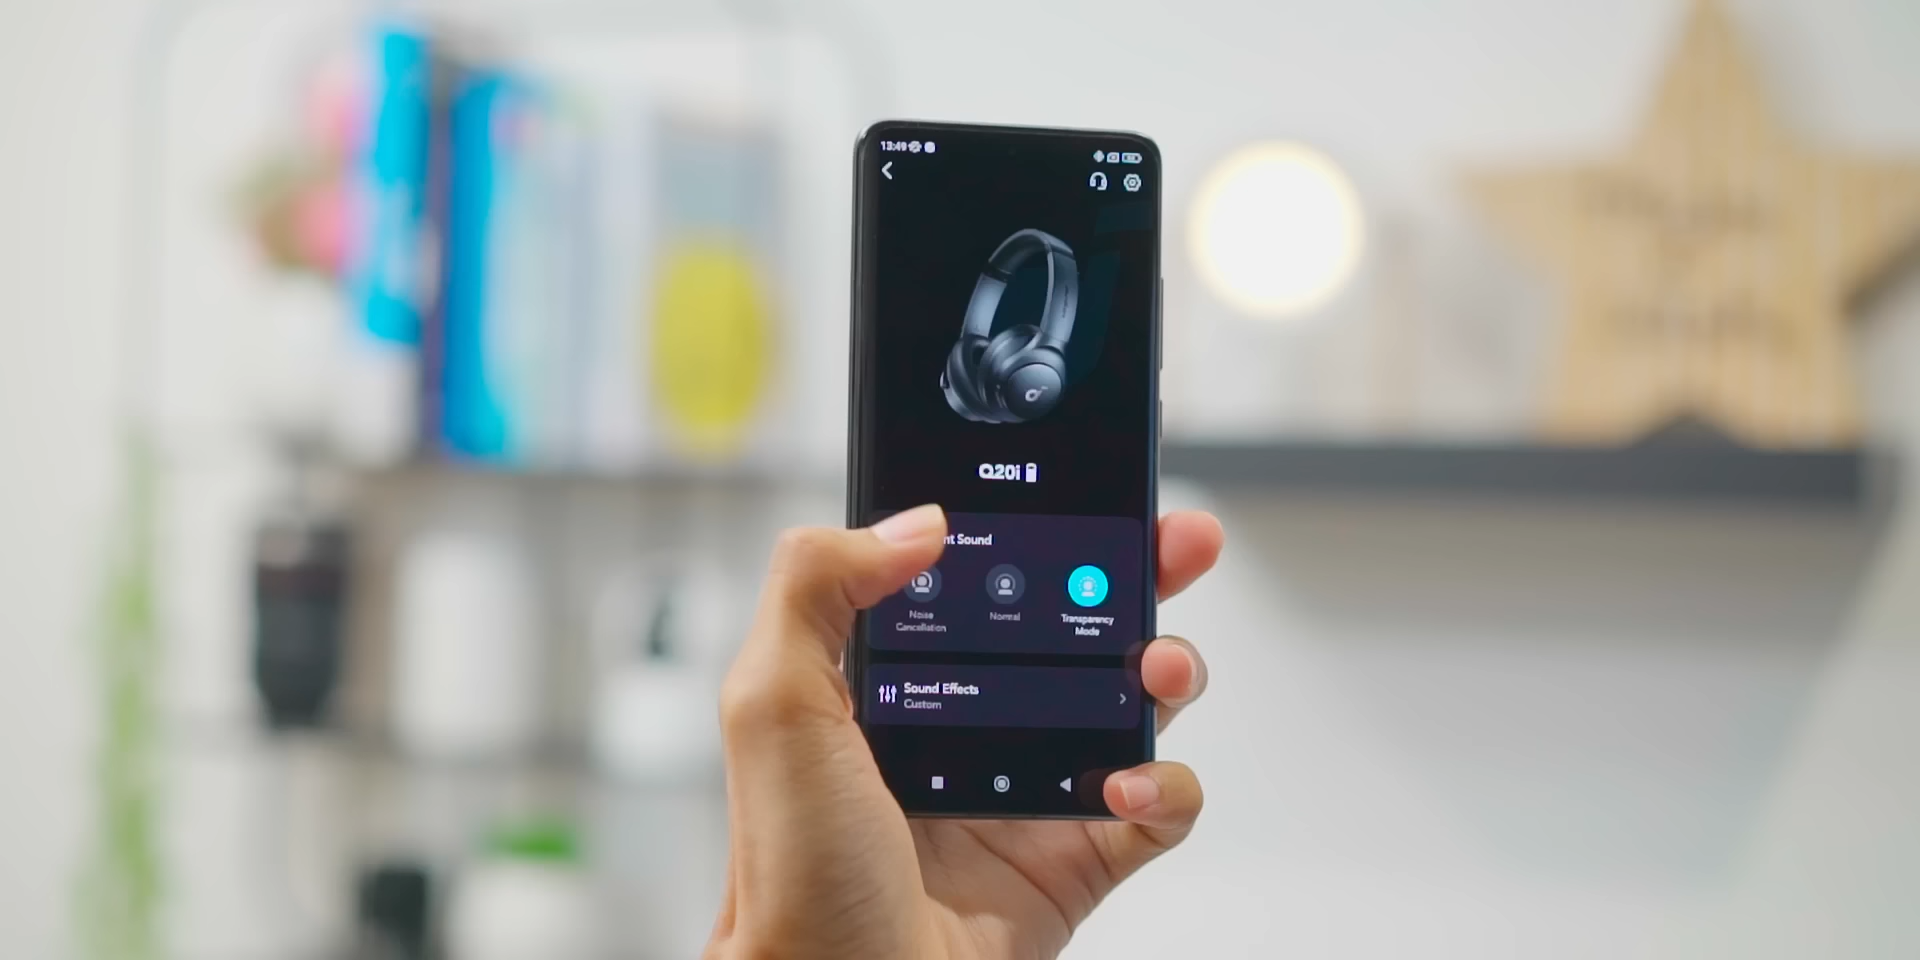 13:49
Q20i
nt Sound
Noise
Cancellation
Normal
Transparency
Mode
Sound Effects
Custom